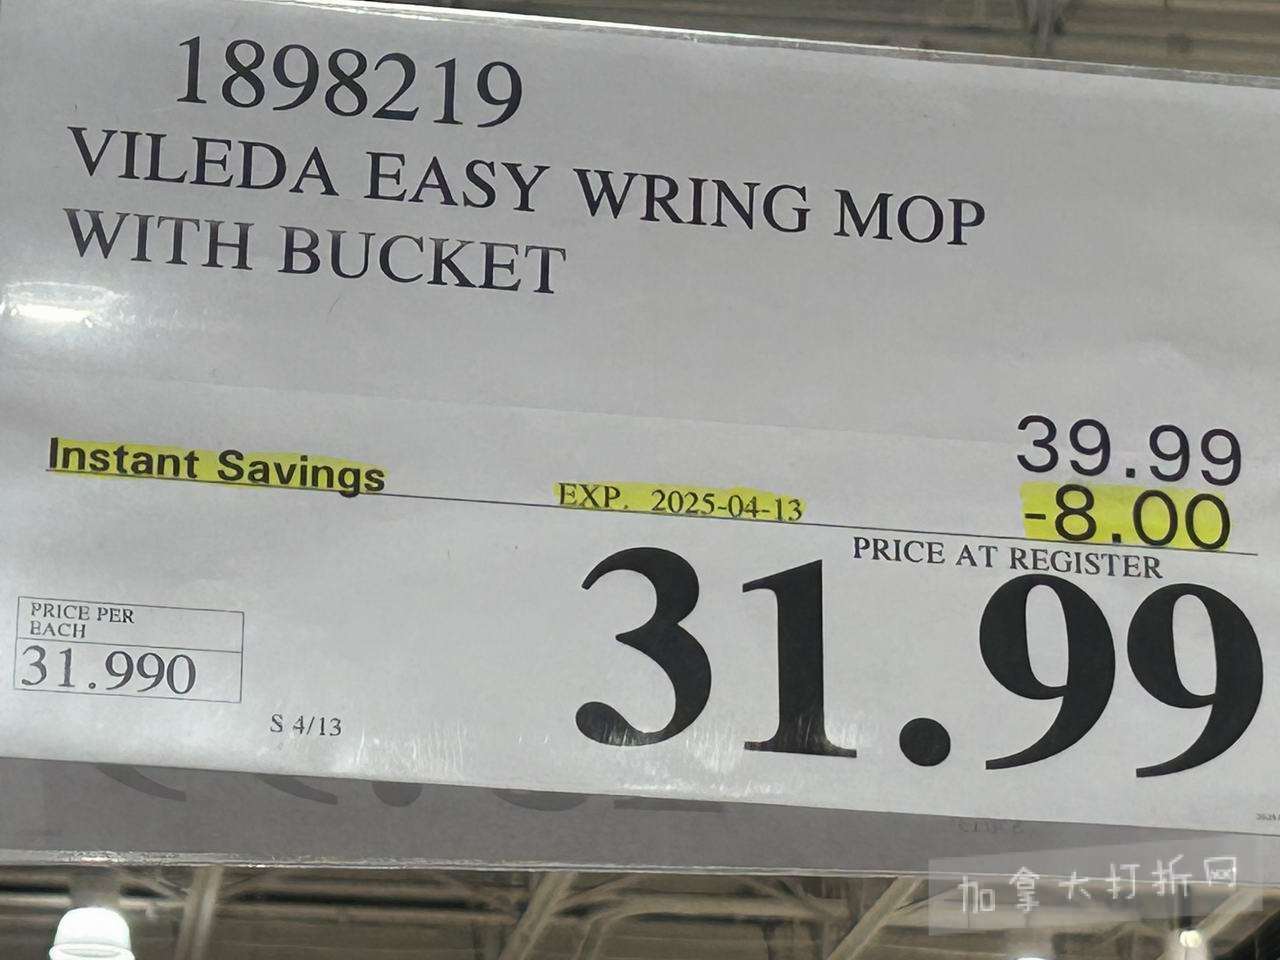 1898219
VILEDA EASY WRING MOP
WITH BUCKET
39.99
Instant Savings EXP. 2025-04-13 -8.00
PRICE AT REGISTER
31.99
PRICE PER
EACH
31.990
S 4/13
加拿大打折网